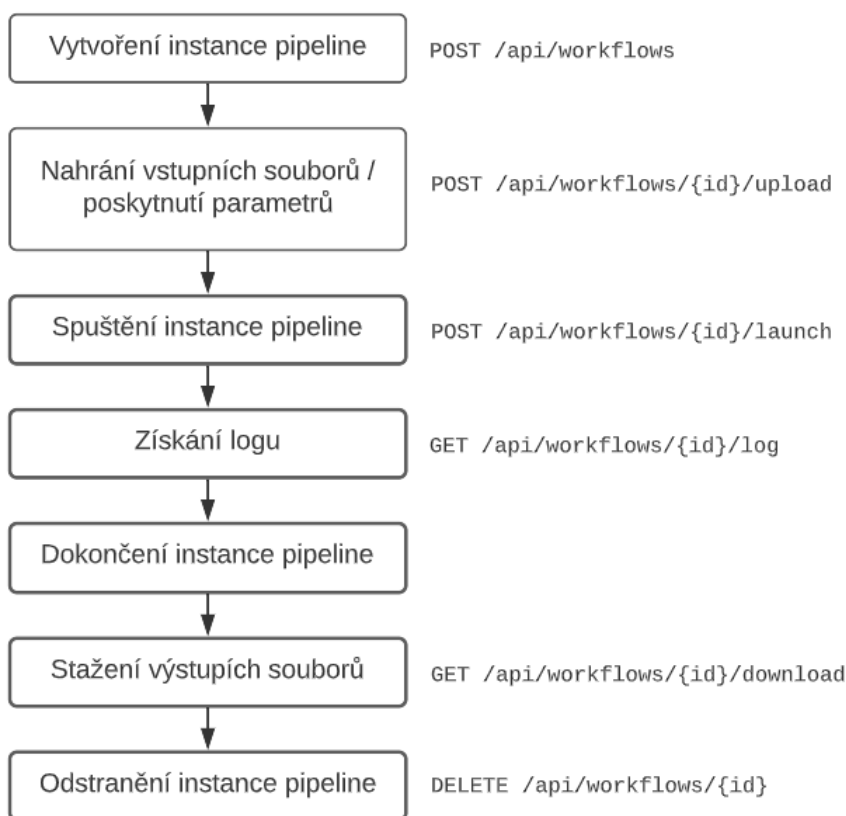 Vytvoření instance pipeline
POST /api/workflows
Nahrání vstupních souborů /
poskytnutí parametrů
POST /api/workflows/{id}/upload
Spuštění instance pipeline
POST /api/workflows/{id}/launch
Získání logu
GET /api/workflows/{id}/log
Dokončení instance pipeline
Stažení výstupích souborů
GET /api/workflows/{id}/download
Odstranění instance pipeline
DELETE /api/workflows/{id}